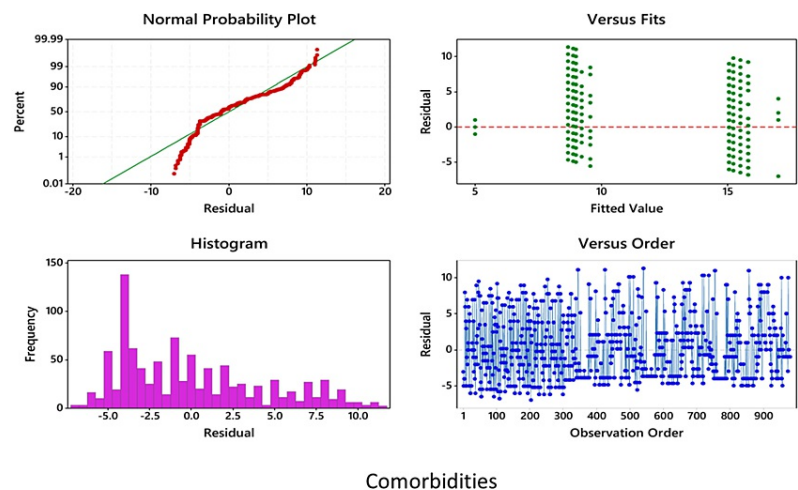 Normal Probability Plot
99.99
99
90
50
10
1
0.01
Percent
-20 -10 0 10 20
Residual
Versus Fits
10
5
0
-5
Residual
5 10 15
Fitted Value
Histogram
150
100
50
0
Frequency
-5.0 -2.5 0.0 2.5 5.0 7.5 10.0
Residual
Versus Order
10
5
0
-5
Residual
1 100 200 300 400 500 600 700 800 900
Observation Order
Comorbidities